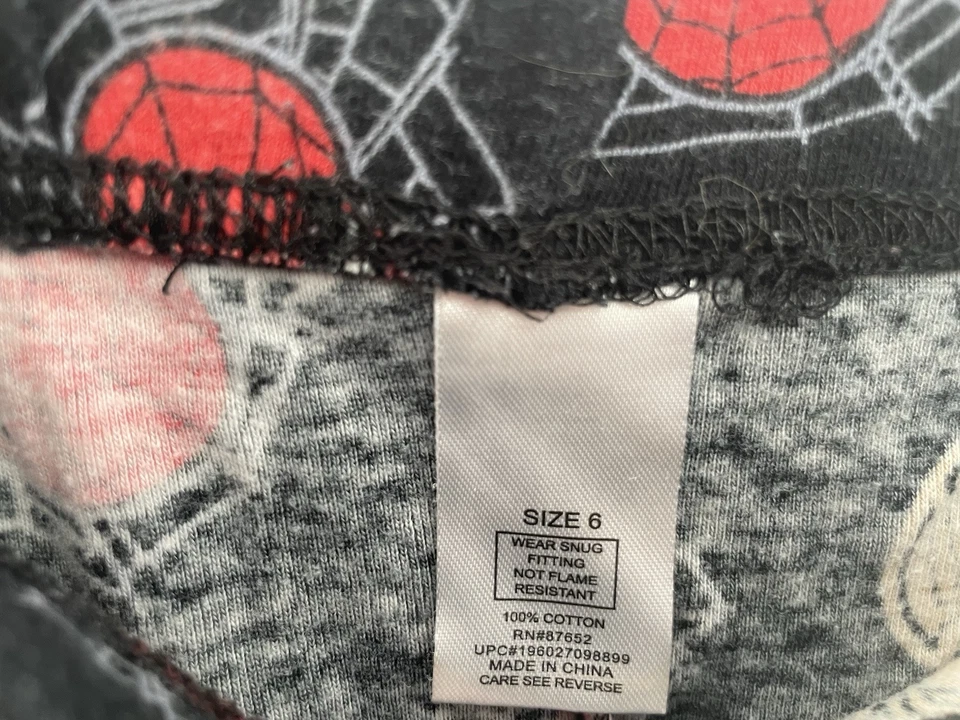 SIZE 6
WEAR SNUG
FITTING
NOT FLAME
RESISTANT
100% COTTON
RN#87652
UPC#196027098899
MADE IN CHINA
CARE SEE REVERSE